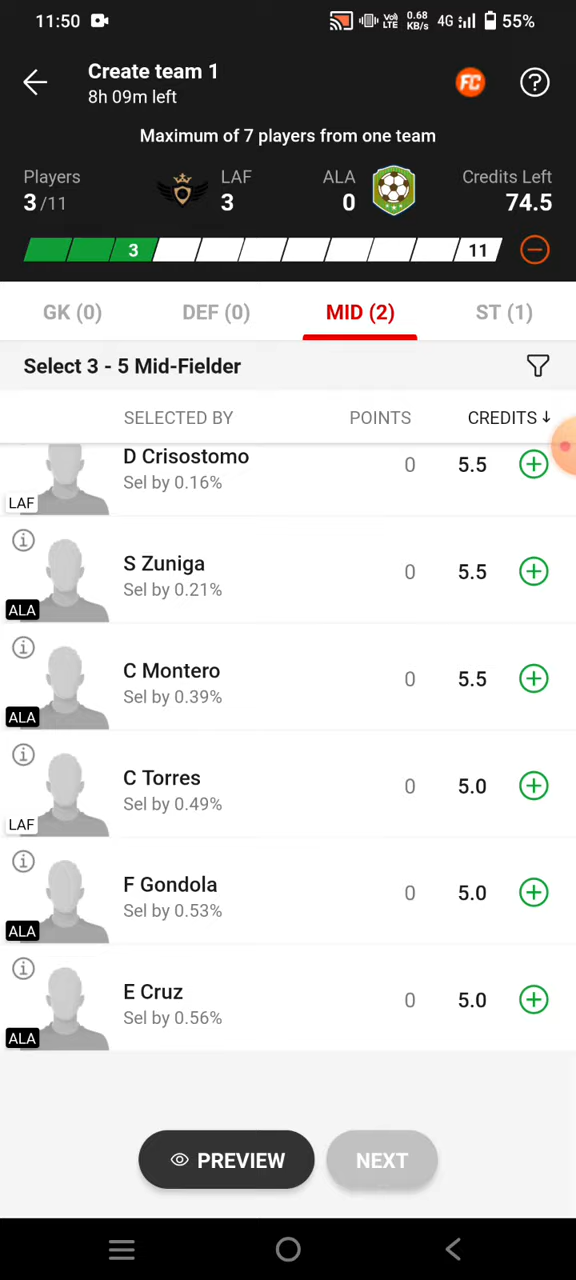 11:50
Vo)
LTE
0.68
KB/s
4G
55%
Create team 1
8h 09m left
FC
?
Maximum of 7 players from one team
Players
3/11
LAF
3
ALA
0
Credits Left
74.5
3
11
GK (0)
DEF (0)
MID (2)
ST (1)
Select 3 - 5 Mid-Fielder
SELECTED BY
POINTS
CREDITS↓
D Crisostomo
Sel by 0.16%
LAF
0
5.5
S Zuniga
Sel by 0.21%
ALA
0
5.5
C Montero
Sel by 0.39%
ALA
0
5.5
C Torres
Sel by 0.49%
LAF
0
5.0
F Gondola
Sel by 0.53%
ALA
0
5.0
E Cruz
Sel by 0.56%
ALA
0
5.0
PREVIEW
NEXT